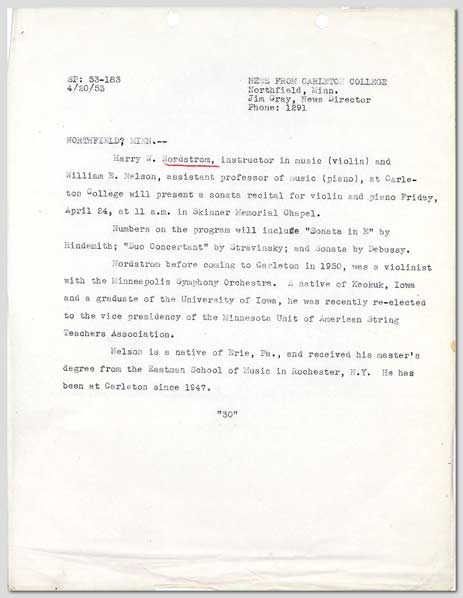 SP: 53-183
4/20/53
NEWS FROM CARLETON COLLEGE
Northfield, Minn.
Jim Gray, News Director
Phone: 1291
NORTHFIELD? MINN.--
Harry W. Nordstrom, instructor in music (violin) and
William E. Nelson, assistant professor of music (piano), at Carle-
ton College will present a sonata recital for violin and piano Friday,
April 24, at 11 a.m. in Skinner Memorial Chapel.
Numbers on the program will include "Sonata in E" by
Hindemith; "Duo Concertant" by Stravinsky; and Sonata by Debussy.
Nordstrom before coming to Carleton in 1950, was a violinist
with the Minneapolis Symphony Orchestra. A native of Keokuk, Iowa
and a graduate of the University of Iowa, he was recently re-elected
to the vice presidency of the Minnesota Unit of American String
Teachers Association.
Nelson is a native of Erie, Pa., and received his master's
degree from the Eastman School of Music in Rochester, N.Y. He has
been at Carleton since 1947.
"30"